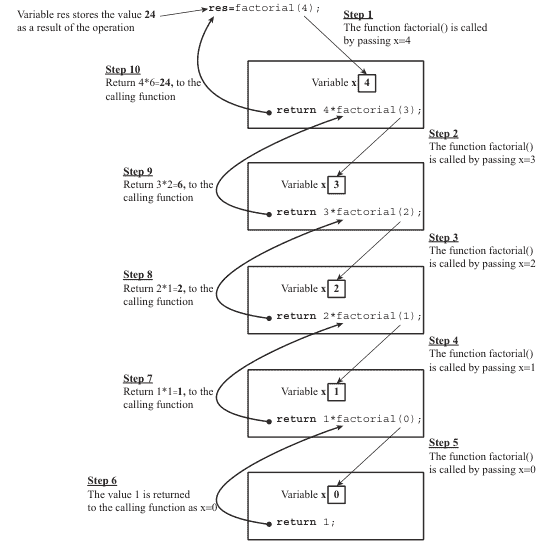 Variable res stores the value 24
as a result of the operation
res=factorial(4);
Step 1
The function factorial() is called
by passing x=4
Step 10
Return 4*6=24, to the
calling function
Variable x 4
return 4*factorial(3);
Step 2
The function factorial()
is called by passing x=3
Step 9
Return 3*2=6, to the
calling function
Variable x 3
return 3*factorial(2);
Step 3
The function factorial()
is called by passing x=2
Step 8
Return 2*1=2, to the
calling function
Variable x 2
return 2*factorial(1);
Step 4
The function factorial()
is called by passing x=1
Step 7
Return 1*1=1, to the
calling function
Variable x 1
return 1*factorial(0);
Step 5
The function factorial()
is called by passing x=0
Step 6
The value 1 is returned
to the calling function as x=0
Variable x 0
return 1;